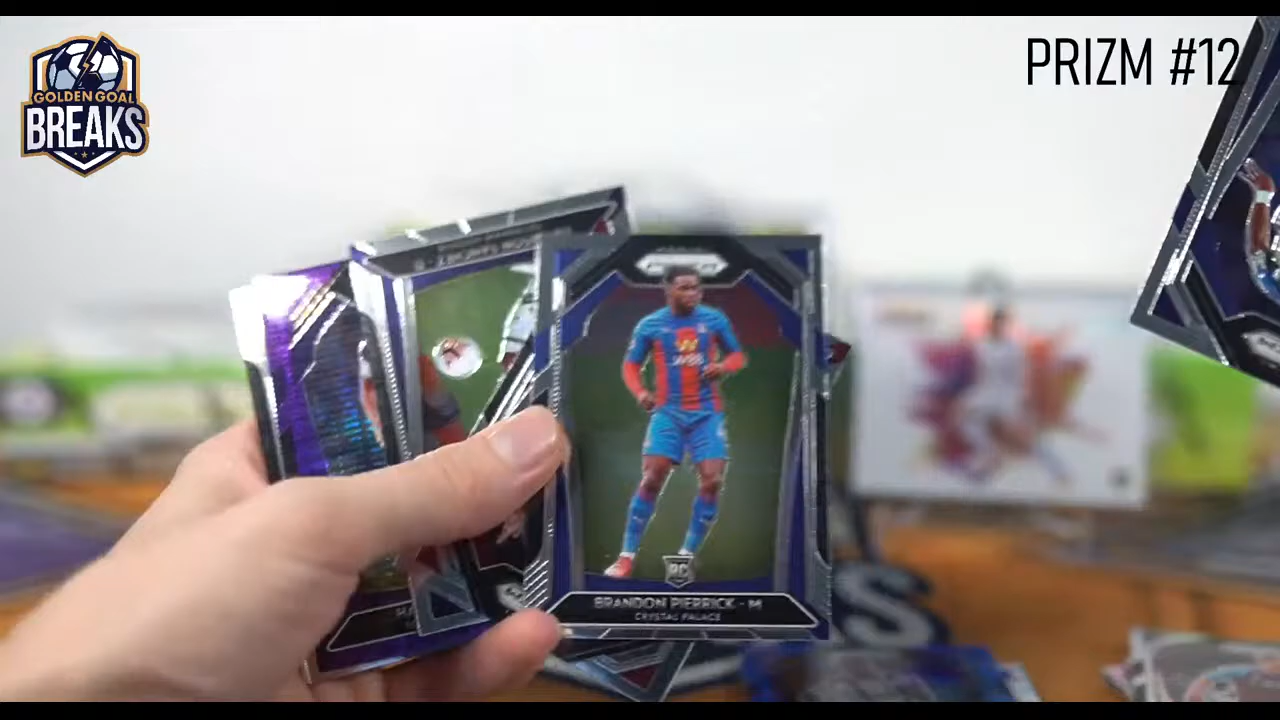 GOLDEN GOAL
BREAKS
PRIZM #12
BRANDON PIERRICK - M
CRYSTAL PALACE
RC